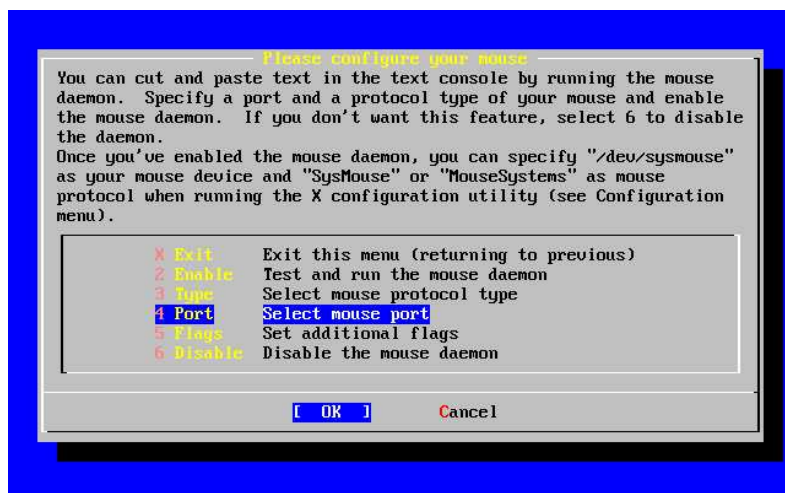 Please configure your mouse
You can cut and paste text in the text console by running the mouse
daemon.  Specify a port and a protocol type of your mouse and enable
the mouse daemon.  If you don't want this feature, select 6 to disable
the daemon.
Once you've enabled the mouse daemon, you can specify "/dev/sysmouse"
as your mouse device and "SysMouse" or "MouseSystems" as mouse
protocol when running the X configuration utility (see Configuration
menu).
X Exit Exit this menu (returning to previous)
2 Enable Test and run the mouse daemon
3 Type Select mouse protocol type
4 Port Select mouse port
5 Flags Set additional flags
6 Disable Disable the mouse daemon
[ OK ] Cancel